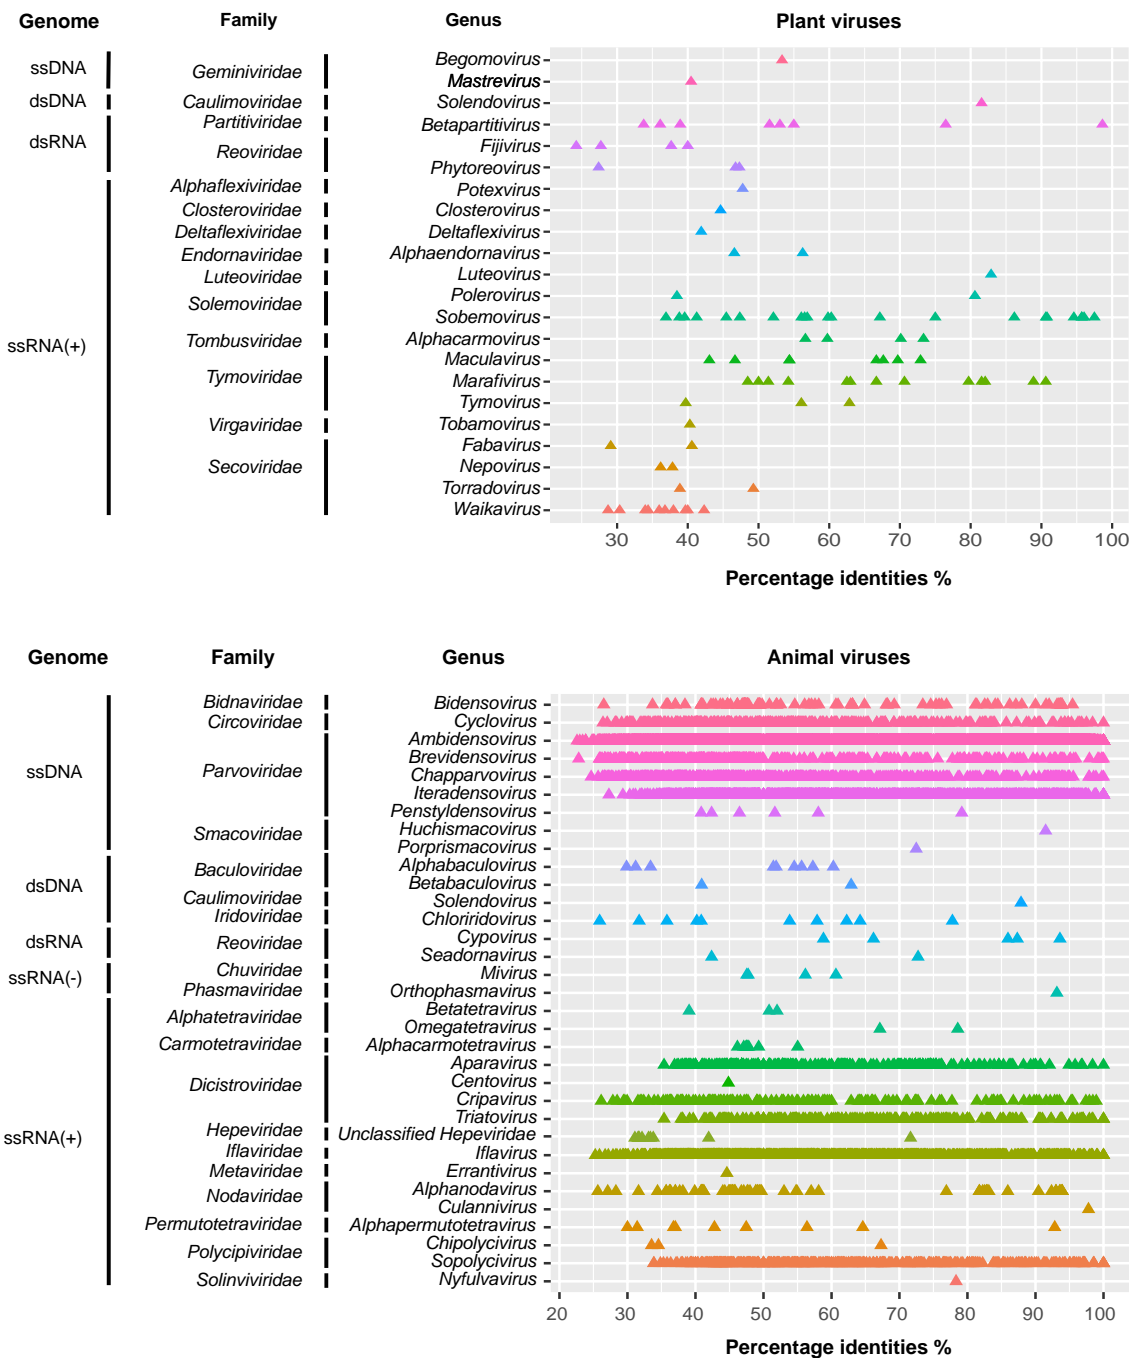 Genome Family Genus Plant viruses
ssDNA
dsDNA
dsRNA
ssRNA(+)
Geminiviridae
Caulimoviridae
Partitiviridae
Reoviridae
Alphaflexiviridae
Closteroviridae
Deltaflexiviridae
Endornaviridae
Luteoviridae
Solemoviridae
Tombusviridae
Tymoviridae
Virgaviridae
Secoviridae
Begomovirus
Mastrevirus
Solendovirus
Betapartitivirus
Fijivirus
Phytoreovirus
Potexvirus
Closterovirus
Deltaflexivirus
Alphaendornavirus
Luteovirus
Polerovirus
Sobemovirus
Alphacarmovirus
Maculavirus
Marafivirus
Tymovirus
Tobamovirus
Fabavirus
Nepovirus
Torradovirus
Waikavirus
30 40 50 60 70 80 90 100
Percentage identities %
Genome Family Genus Animal viruses
ssDNA
dsDNA
dsRNA
ssRNA(-)
ssRNA(+)
Bidnaviridae
Circoviridae
Parvoviridae
Smacoviridae
Baculoviridae
Caulimoviridae
Iridoviridae
Reoviridae
Chuviridae
Phasmaviridae
Alphatetraviridae
Carmotetraviridae
Dicistroviridae
Hepeviridae
Iflaviridae
Metaviridae
Nodaviridae
Permutotetraviridae
Polycipiviridae
Solinviviridae
Bidensovirus
Cyclovirus
Ambidensovirus
Brevidensovirus
Chapparvovirus
Iteradensovirus
Penstyldensovirus
Huchismacovirus
Porprismacovirus
Alphabaculovirus
Betabaculovirus
Solendovirus
Chloriridovirus
Cypovirus
Seadornavirus
Mivirus
Orthophasmavirus
Betatetravirus
Omegatetravirus
Alphacarmotetravirus
Aparavirus
Centovirus
Cripavirus
Triatovirus
Unclassified Hepeviridae
Iflavirus
Errantivirus
Alphanodavirus
Culannivirus
Alphapermutotetravirus
Chipolycivirus
Sopolycivirus
Nyfulvavirus
20 30 40 50 60 70 80 90 100
Percentage identities %